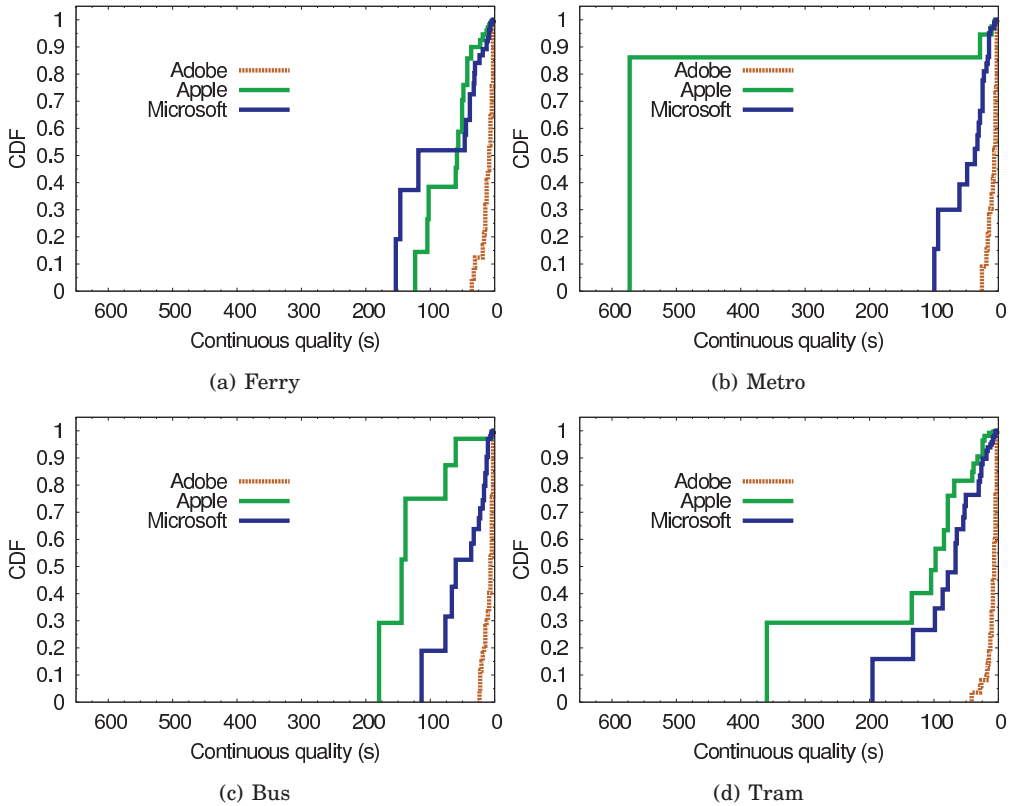 1
0.9
0.8
0.7
0.6
0.5
0.4
0.3
0.2
0.1
0
CDF
Adobe
Apple
Microsoft
600 500 400 300 200 100 0
Continuous quality (s)
(a) Ferry
1
0.9
0.8
0.7
0.6
0.5
0.4
0.3
0.2
0.1
0
CDF
Adobe
Apple
Microsoft
600 500 400 300 200 100 0
Continuous quality (s)
(b) Metro
1
0.9
0.8
0.7
0.6
0.5
0.4
0.3
0.2
0.1
0
CDF
Adobe
Apple
Microsoft
600 500 400 300 200 100 0
Continuous quality (s)
(c) Bus
1
0.9
0.8
0.7
0.6
0.5
0.4
0.3
0.2
0.1
0
CDF
Adobe
Apple
Microsoft
600 500 400 300 200 100 0
Continuous quality (s)
(d) Tram